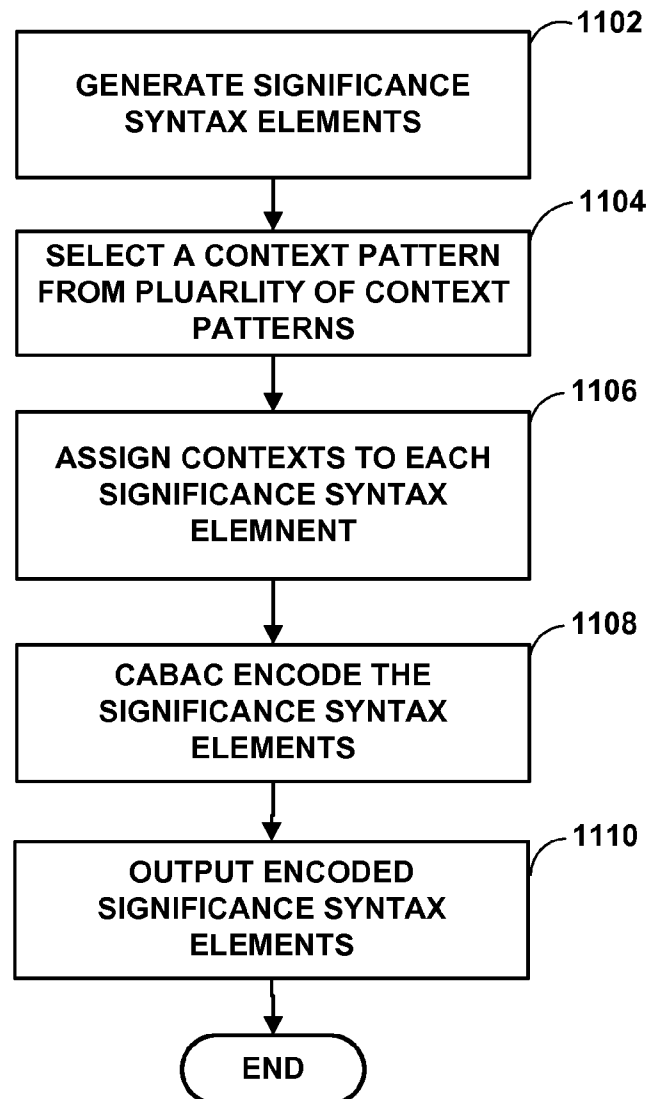 1102
GENERATE SIGNIFICANCE
SYNTAX ELEMENTS
1104
SELECT A CONTEXT PATTERN
FROM PLUARLITY OF CONTEXT
PATTERNS
1106
ASSIGN CONTEXTS TO EACH
SIGNIFICANCE SYNTAX
ELEMNENT
1108
CABAC ENCODE THE
SIGNIFICANCE SYNTAX
ELEMENTS
1110
OUTPUT ENCODED
SIGNIFICANCE SYNTAX
ELEMENTS
END